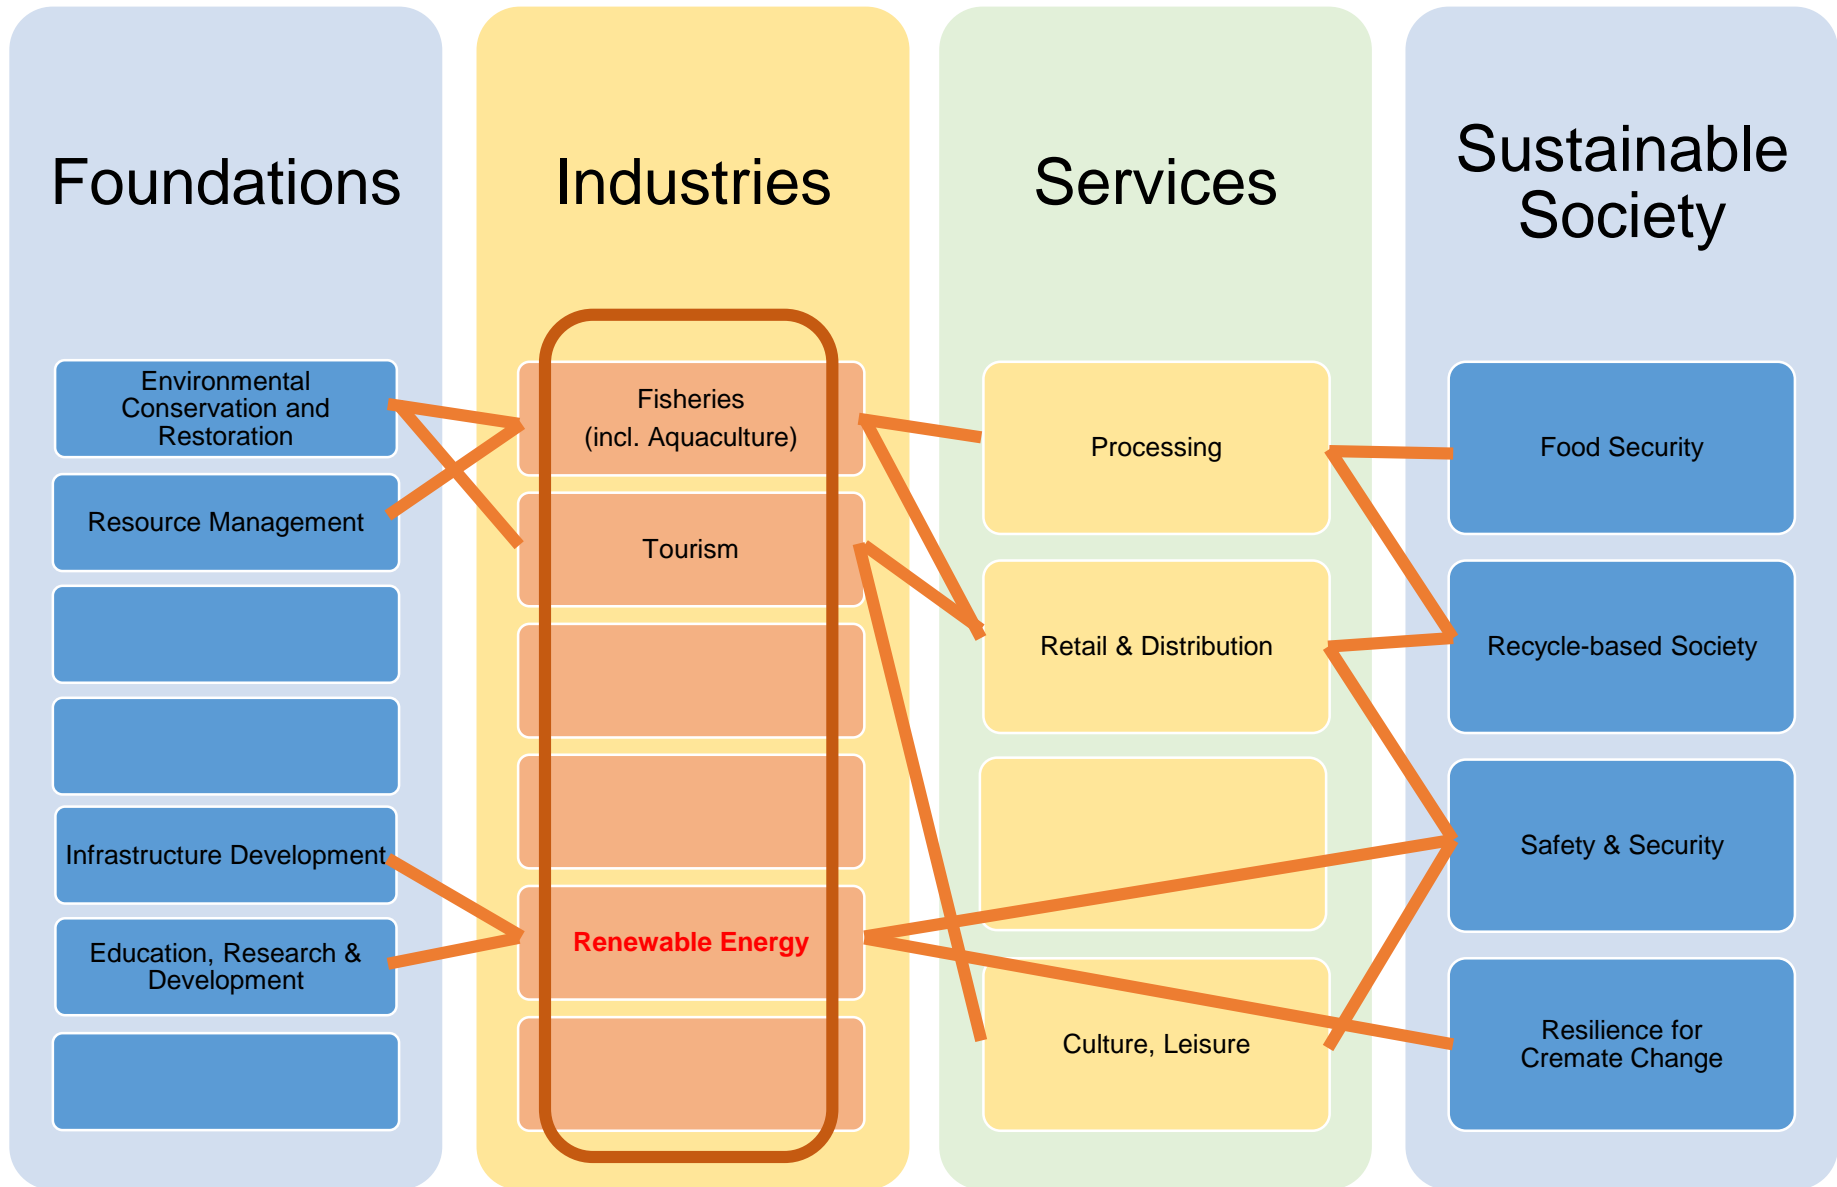 Foundations
Environmental
Conservation and
Restoration
Resource Management
Infrastructure Development
Education, Research &
Development
Industries
Fisheries
(incl. Aquaculture)
Tourism
Renewable Energy
Services
Processing
Retail & Distribution
Culture, Leisure
Sustainable
Society
Food Security
Recycle-based Society
Safety & Security
Resilience for
Cremate Change